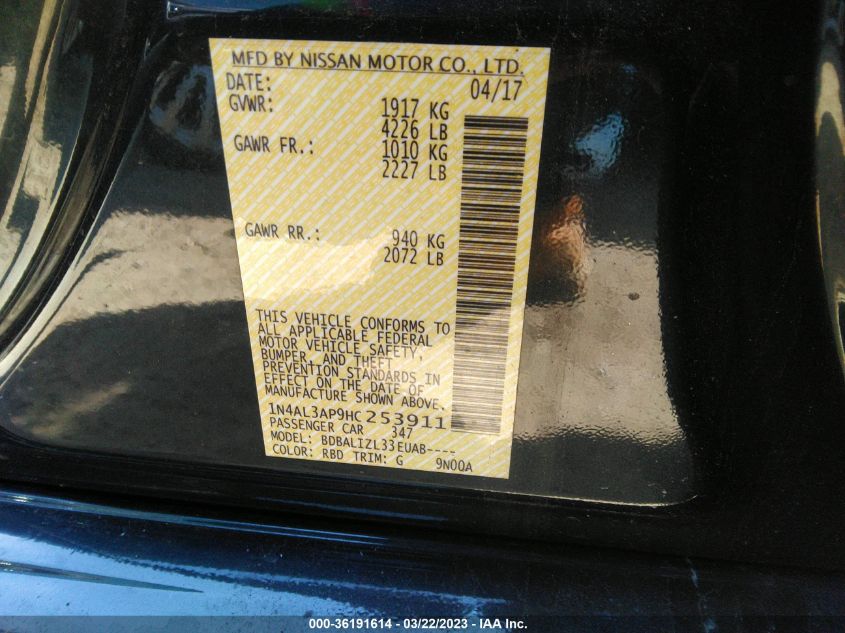 MFD BY NISSAN MOTOR CO., LTD.
DATE: 04/17
GVWR: 1917 KG
4226 LB
GAWR FR.: 1010 KG
2227 LB
GAWR RR.: 940 KG
2072 LB
THIS VEHICLE CONFORMS TO
ALL APPLICABLE FEDERAL
MOTOR VEHICLE SAFETY,
BUMPER, AND THEFT
PREVENTION STANDARDS IN
EFFECT ON THE DATE OF
MANUFACTURE SHOWN ABOVE.
1N4AL3AP9HC253911
PASSENGER CAR 347
MODEL: BDBALIZL33EUAB----
COLOR: RBD TRIM: G 9N00A
000-36191614 - 03/22/2023 - IAA Inc.